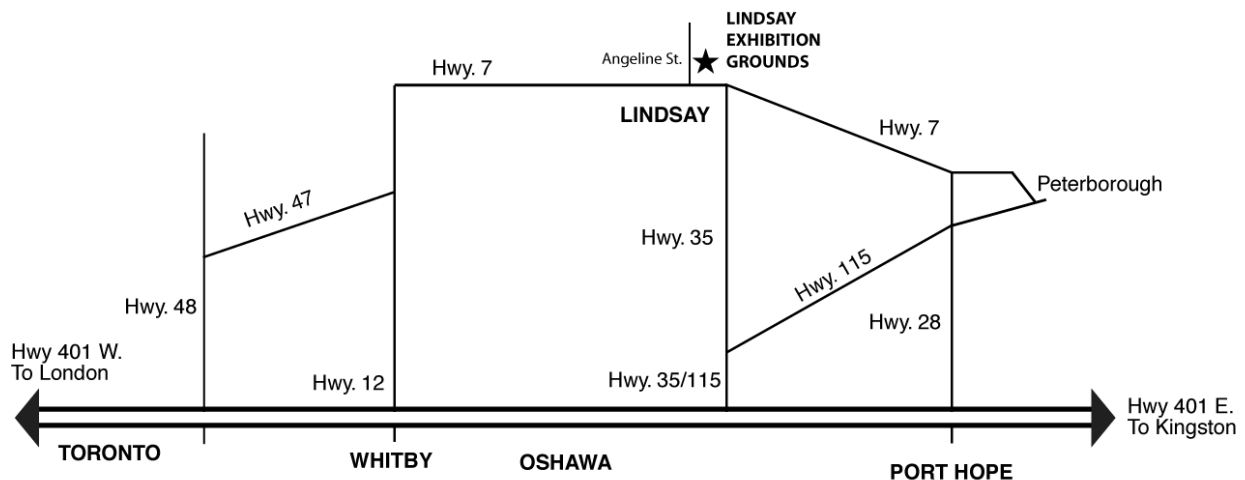 LINDSAY
EXHIBITION
GROUNDS
Angeline St.
Hwy. 7
LINDSAY
Hwy. 7
Peterborough
Hwy. 47
Hwy. 35
Hwy. 115
Hwy. 48
Hwy. 28
Hwy 401 W.
To London
Hwy. 12
Hwy. 35/115
Hwy 401 E.
To Kingston
TORONTO
WHITBY
OSHAWA
PORT HOPE